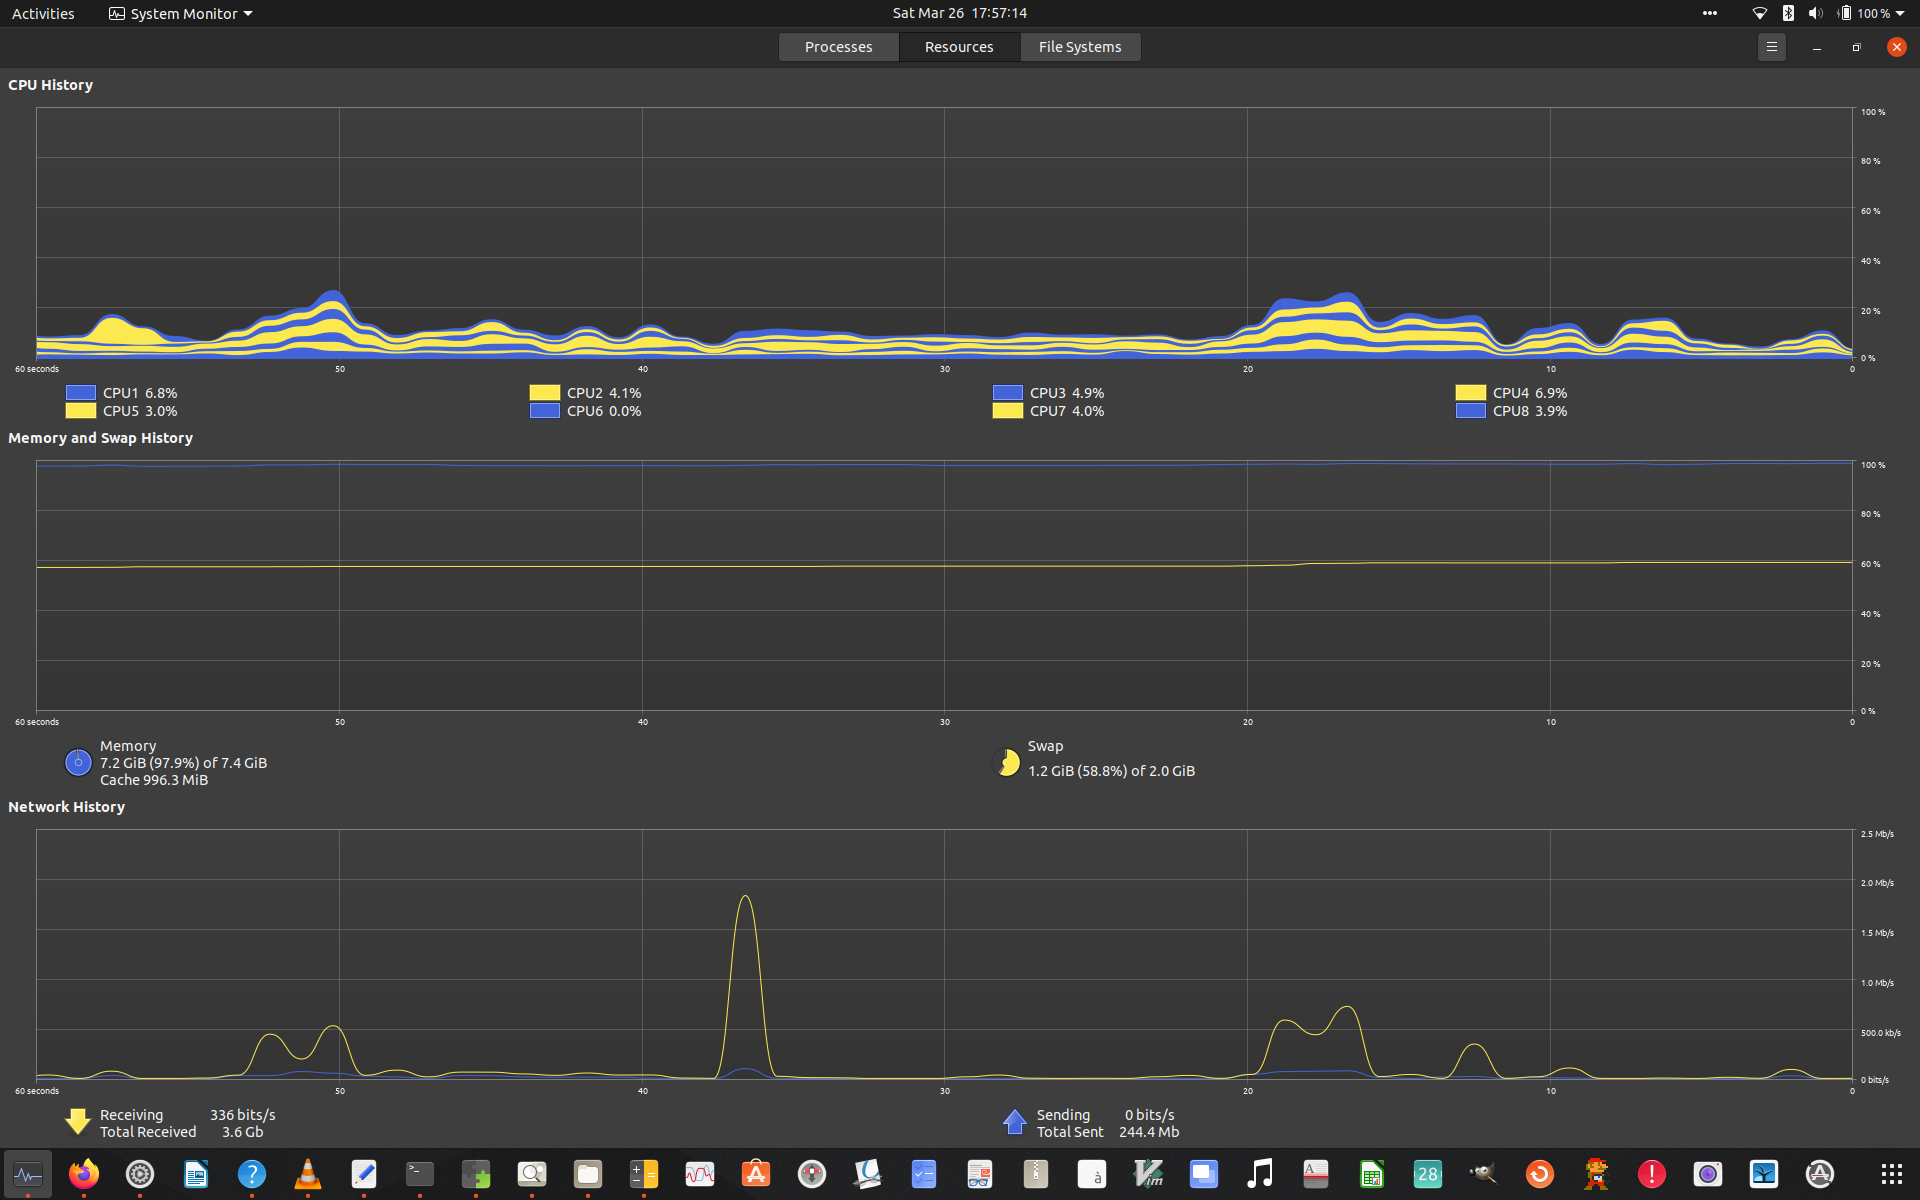 Activities System Monitor Sat Mar 26 17:57:14 100 %
Processes Resources File Systems
CPU History
100 %
80 %
60 %
40 %
20 %
0 %
60 seconds 50 40 30 20 10 0
CPU1 6.8% CPU2 4.1% CPU3 4.9% CPU4 6.9%
CPU5 3.0% CPU6 0.0% CPU7 4.0% CPU8 3.9%
Memory and Swap History
100 %
80 %
60 %
40 %
20 %
0 %
60 seconds 50 40 30 20 10 0
Memory
7.2 GiB (97.9%) of 7.4 GiB
Cache 996.3 MiB
Swap
1.2 GiB (58.8%) of 2.0 GiB
Network History
2.5 Mb/s
2.0 Mb/s
1.5 Mb/s
1.0 Mb/s
500.0 kb/s
0 bits/s
60 seconds 50 40 30 20 10 0
Receiving 336 bits/s
Total Received 3.6 Gb
Sending 0 bits/s
Total Sent 244.4 Mb
? >_ A à Vim A 28 ! A